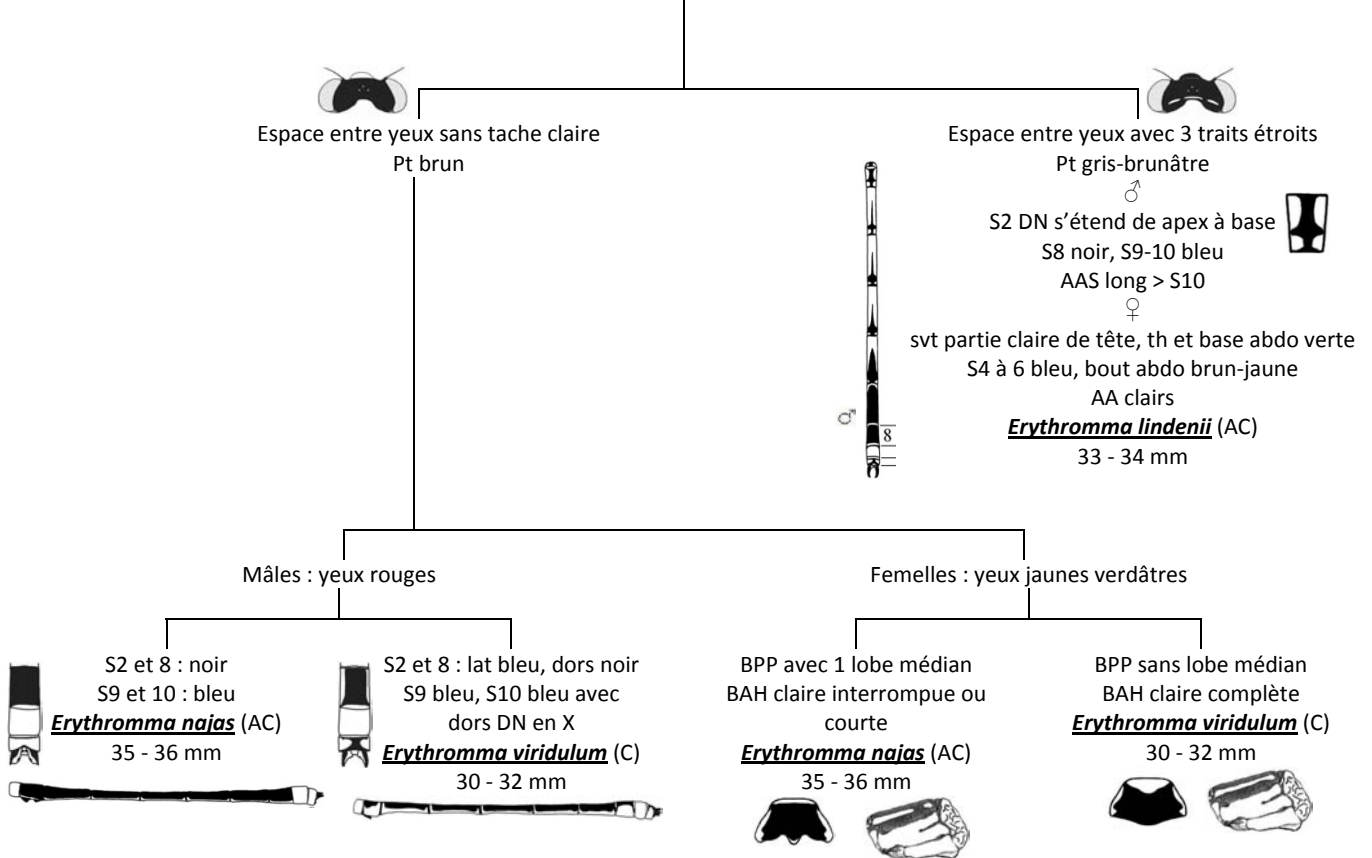 Espace entre yeux sans tache claire
Pt brun
Espace entre yeux avec 3 traits étroits
Pt gris-brunâtre
♂
S2 DN s’étend de apex à base
S8 noir, S9-10 bleu
AAS long > S10
♀
svt partie claire de tête, th et base abdo verte
S4 à 6 bleu, bout abdo brun-jaune
AA clairs
Erythromma lindenii (AC)
33 - 34 mm
♂
8
Mâles : yeux rouges
Femelles : yeux jaunes verdâtres
S2 et 8 : noir
S9 et 10 : bleu
Erythromma najas (AC)
35 - 36 mm
S2 et 8 : lat bleu, dors noir
S9 bleu, S10 bleu avec
dors DN en X
Erythromma viridulum (C)
30 - 32 mm
BPP avec 1 lobe médian
BAH claire interrompue ou
courte
Erythromma najas (AC)
35 - 36 mm
BPP sans lobe médian
BAH claire complète
Erythromma viridulum (C)
30 - 32 mm